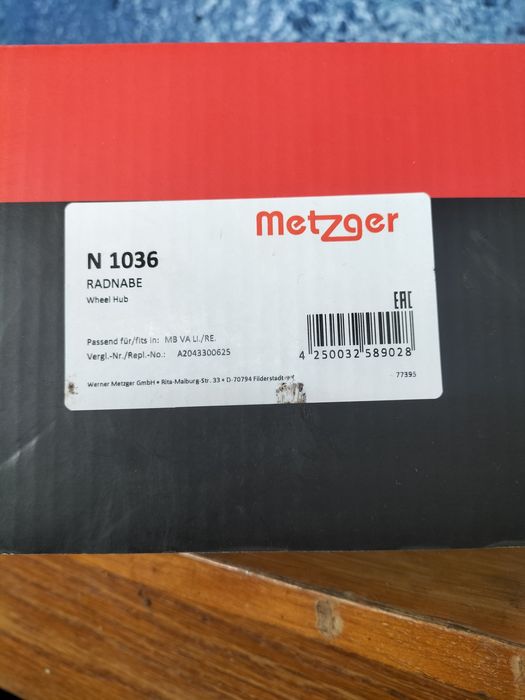 Metzger
N 1036
RADNABE
Wheel Hub
EAC
Passend für/fits in: MB VA LI./RE.
Vergl.-Nr./Repl.-No.: A2043300625
4 250032 589028
Werner Metzger GmbH • Rita-Maiburg-Str. 33 • D-70794 Filderstadt
77395